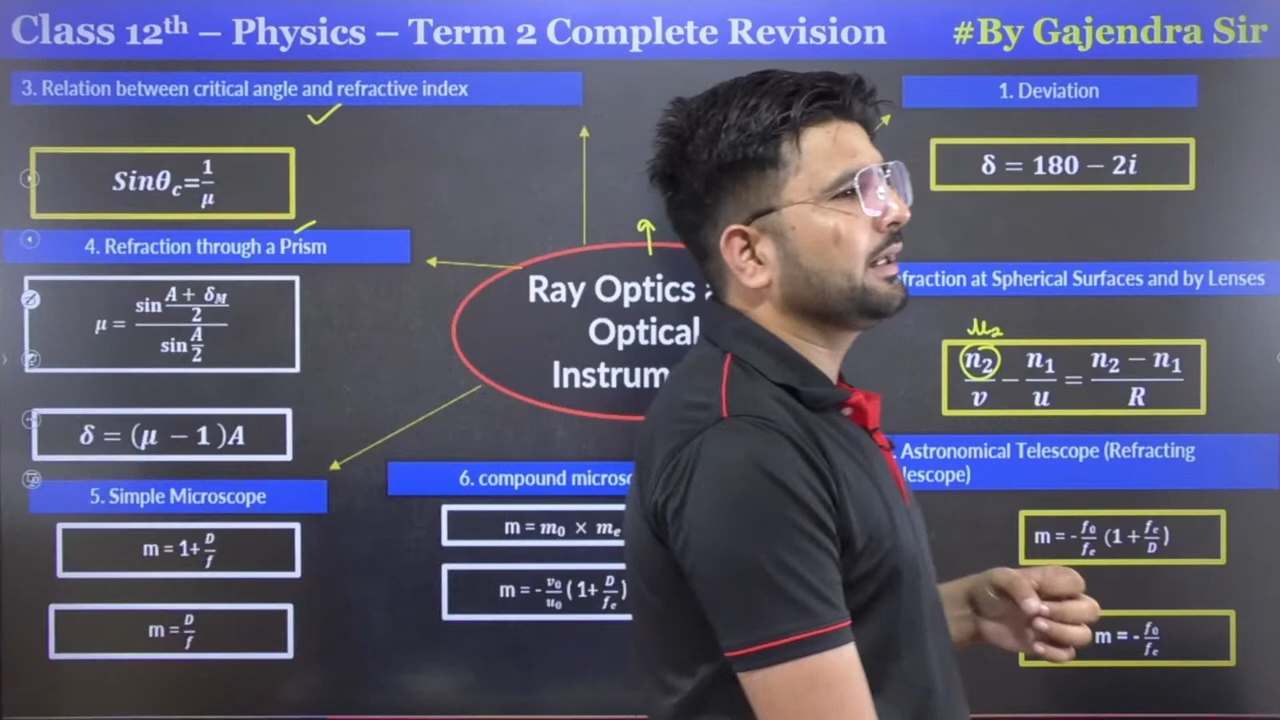 Class 12th – Physics – Term 2 Complete Revision #By Gajendra Sir
3. Relation between critical angle and refractive index
Sinθc=1/μ
4. Refraction through a Prism
μ = sin (A + δM)/2 / sin A/2
δ = (μ − 1)A
5. Simple Microscope
m = 1+ D/f
m = D/f
Ray Optics
Optical
6. compound
m = m0 × me
m = - v0/u0 (1+ D/fe)
1. Deviation
δ = 180 − 2i
at Spherical Surfaces and by Lenses
μ2
n2/v − n1/u = n2 − n1/R
Astronomical Telescope (Refracting
m = - f0/fe (1 + fe/D)
m = - f0/fe